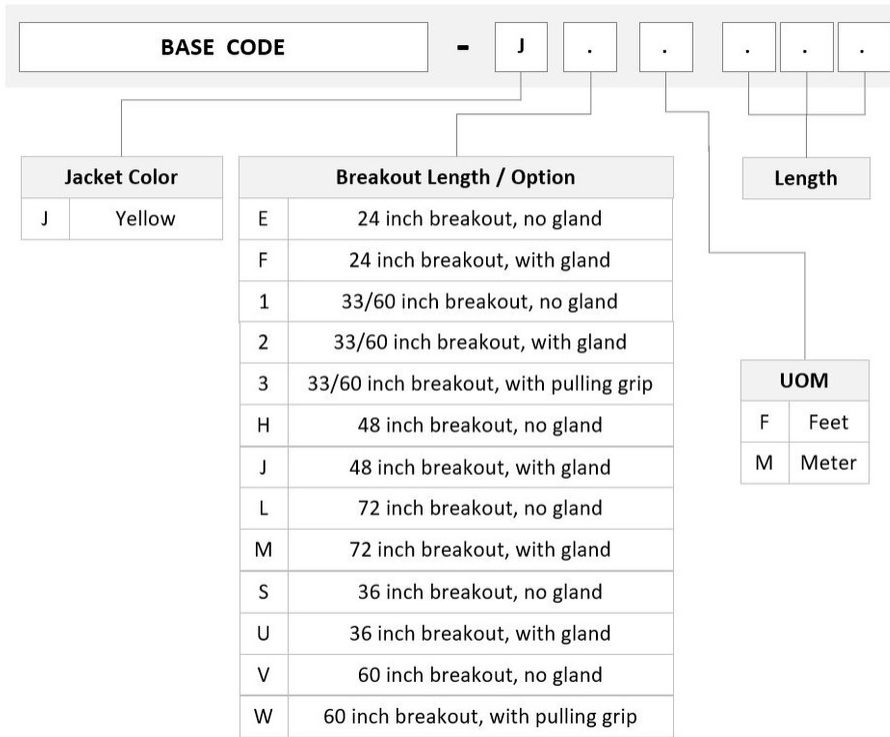 BASE CODE - J . . . . .
Jacket Color
J Yellow
Breakout Length / Option
E 24 inch breakout, no gland
F 24 inch breakout, with gland
1 33/60 inch breakout, no gland
2 33/60 inch breakout, with gland
3 33/60 inch breakout, with pulling grip
H 48 inch breakout, no gland
J 48 inch breakout, with gland
L 72 inch breakout, no gland
M 72 inch breakout, with gland
S 36 inch breakout, no gland
U 36 inch breakout, with gland
V 60 inch breakout, no gland
W 60 inch breakout, with pulling grip
Length
UOM
F Feet
M Meter